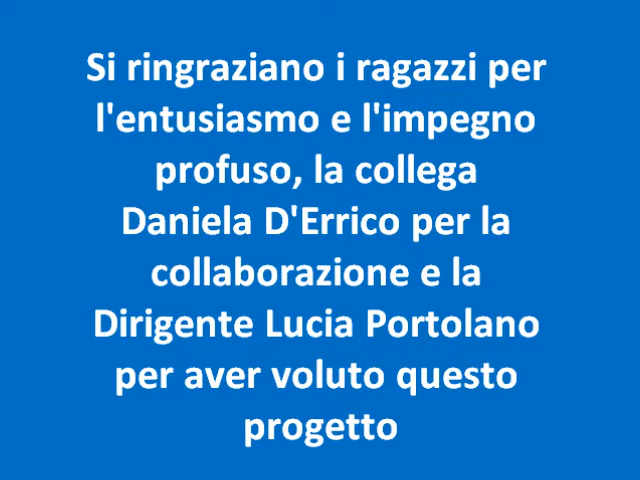 Si ringraziano i ragazzi per
l'entusiasmo e l'impegno
profuso, la collega
Daniela D'Errico per la
collaborazione e la
Dirigente Lucia Portolano
per aver voluto questo
progetto